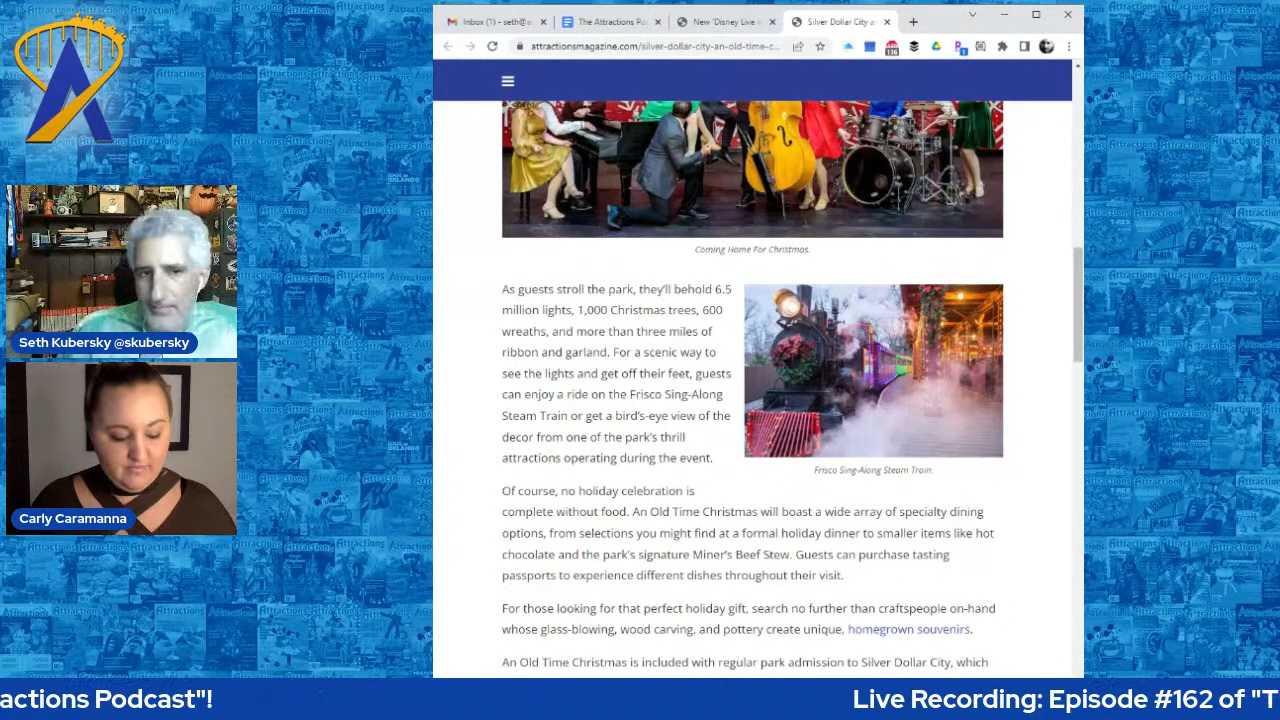 Inbox (1) - seth@a
The Attractions Po
New 'Disney Live
Silver Dollar City a
attractionsmagazine.com/silver-dollar-city-an-old-time-c...
136
1
Coming Home For Christmas.
As guests stroll the park, they'll behold 6.5
million lights, 1,000 Christmas trees, 600
wreaths, and more than three miles of
ribbon and garland. For a scenic way to
see the lights and get off their feet, guests
can enjoy a ride on the Frisco Sing-Along
Steam Train or get a bird's-eye view of the
decor from one of the park's thrill
attractions operating during the event.
Frisco Sing-Along Steam Train.
Of course, no holiday celebration is
complete without food. An Old Time Christmas will boast a wide array of specialty dining
options, from selections you might find at a formal holiday dinner to smaller items like hot
chocolate and the park's signature Miner's Beef Stew. Guests can purchase tasting
passports to experience different dishes throughout their visit.
For those looking for that perfect holiday gift, search no further than craftspeople on-hand
whose glass-blowing, wood carving, and pottery create unique, homegrown souvenirs.
An Old Time Christmas is included with regular park admission to Silver Dollar City, which
Seth Kubersky @skubersky
Carly Caramanna
actions Podcast"!
Live Recording: Episode #162 of "T